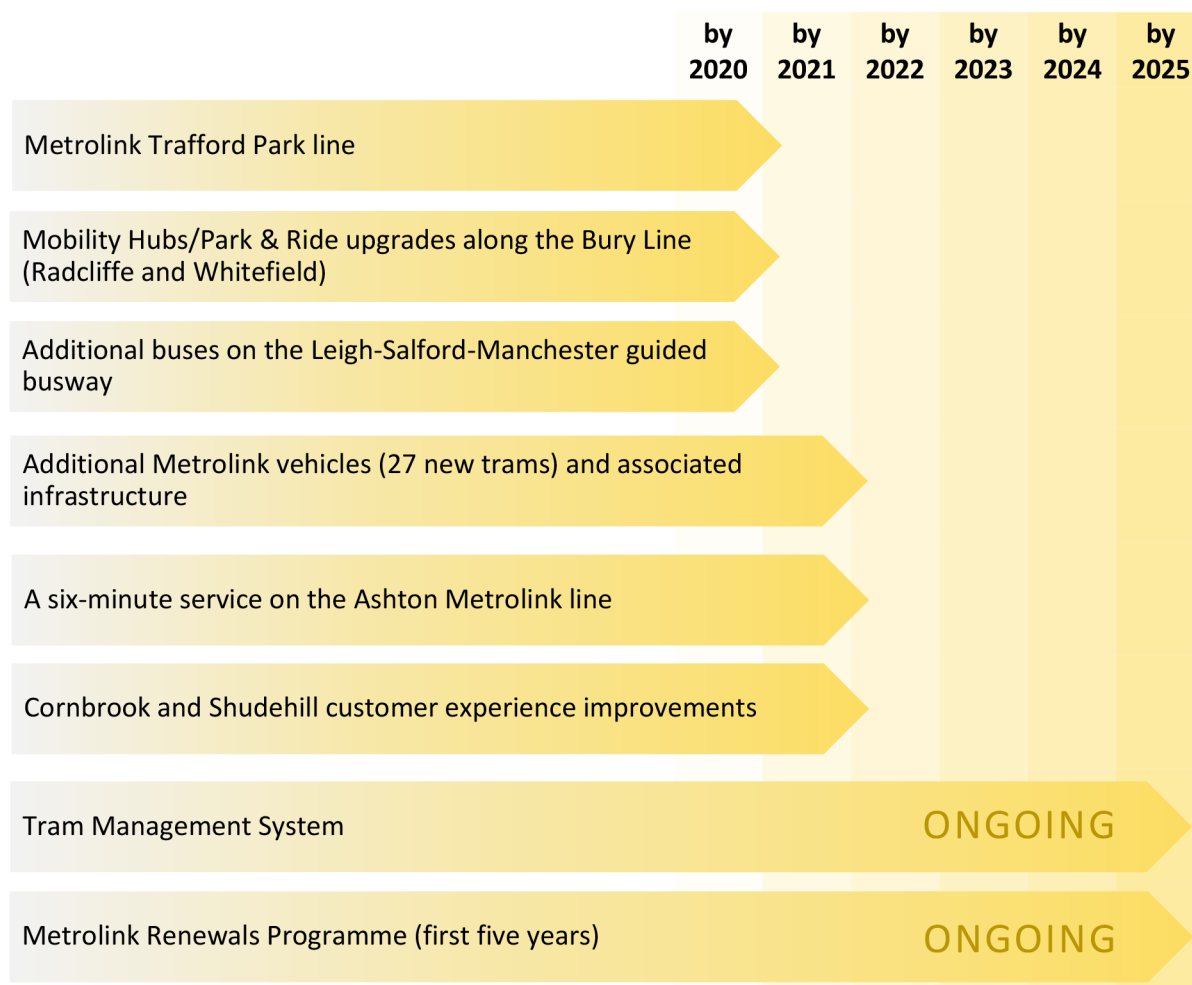 by by by by by by
2020 2021 2022 2023 2024 2025
Metrolink Trafford Park line
Mobility Hubs/Park & Ride upgrades along the Bury Line
(Radcliffe and Whitefield)
Additional buses on the Leigh-Salford-Manchester guided
busway
Additional Metrolink vehicles (27 new trams) and associated
infrastructure
A six-minute service on the Ashton Metrolink line
Cornbrook and Shudehill customer experience improvements
Tram Management System ONGOING
Metrolink Renewals Programme (first five years) ONGOING